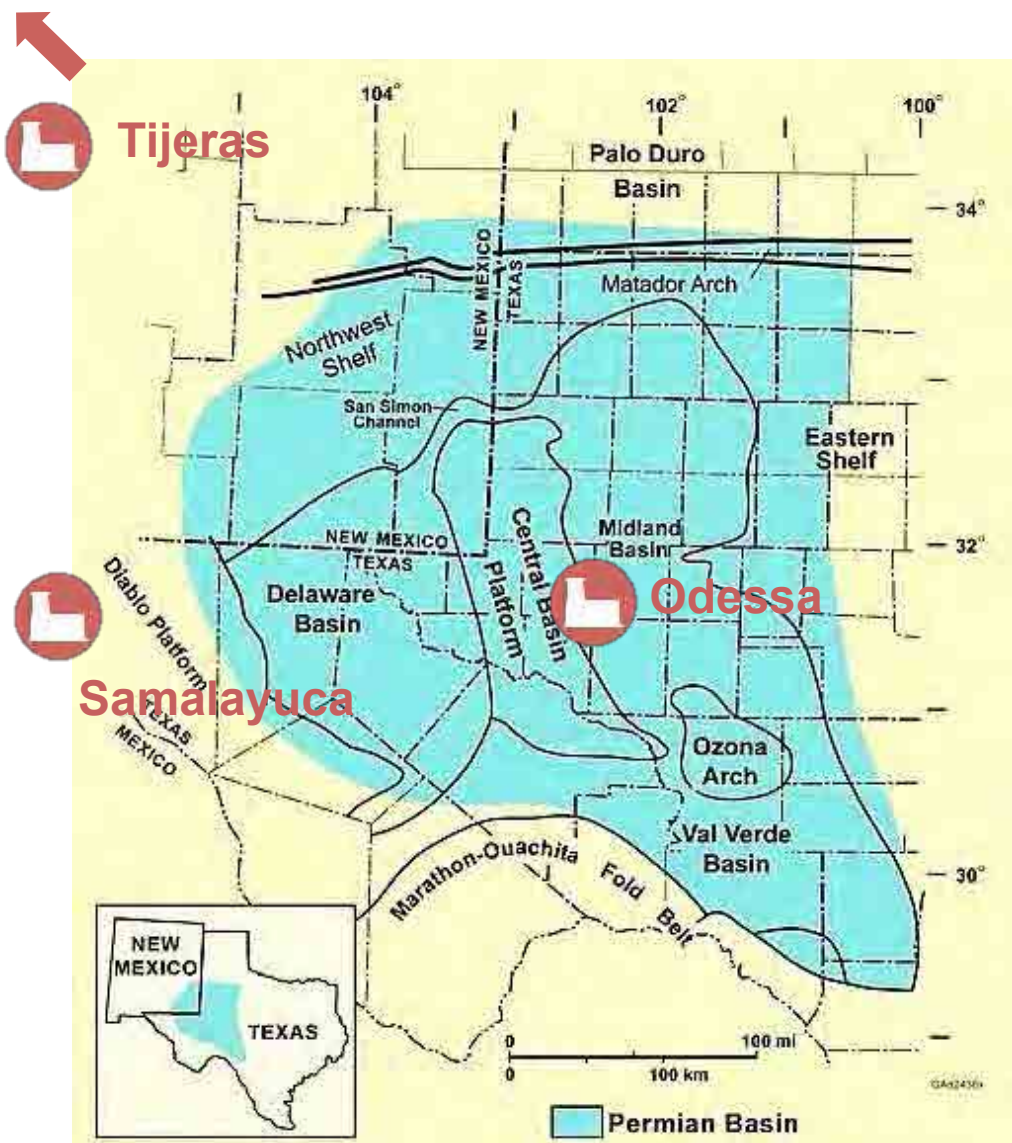 104°
102°
100°
Tijeras
Palo Duro
Basin
34°
NEW MEXICO
TEXAS
Matador Arch
Northwest
Shelf
San Simon
Channel
Eastern
Shelf
Midland
Basin
32°
NEW MEXICO
TEXAS
Central Basin
Platform
Delaware
Basin
Odessa
Diablo Platform
Samalayuca
TEXAS
MEXICO
Ozona
Arch
Val Verde
Basin
30°
Marathon-Ouachita Fold Belt
NEW
MEXICO
TEXAS
0
100 mi
0
100 km
Permian Basin